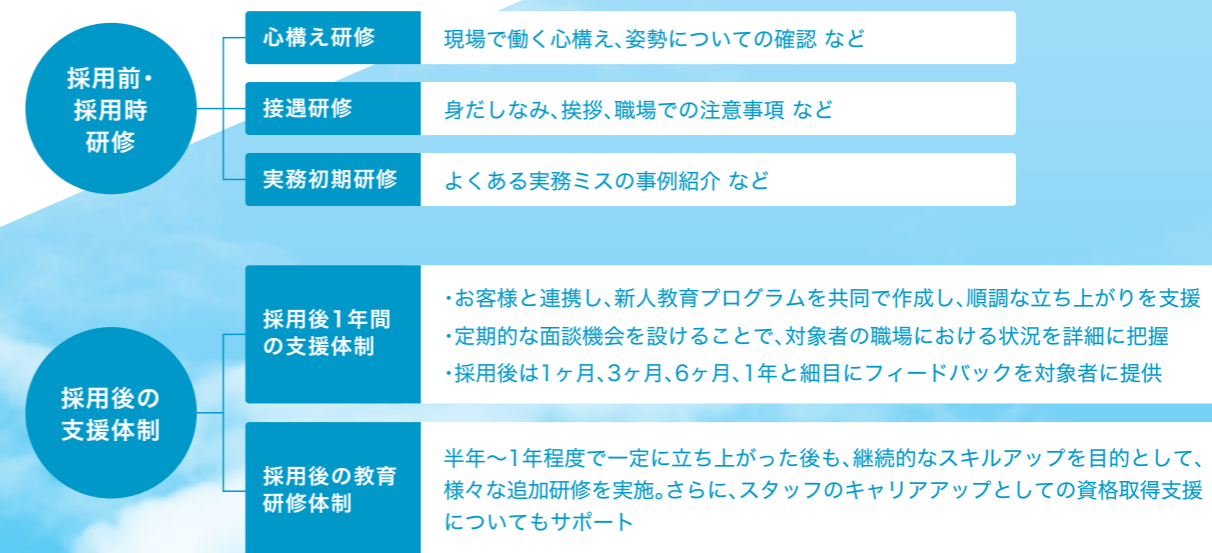 採用前・
採用時
研修
心構え研修
現場で働く心構え、姿勢についての確認 など
接遇研修
身だしなみ、挨拶、職場での注意事項 など
実務初期研修
よくある実務ミスの事例紹介 など
採用後の
支援体制
採用後1年間
の支援体制
・お客様と連携し、新人教育プログラムを共同で作成し、順調な立ち上がりを支援
・定期的な面談機会を設けることで、対象者の職場における状況を詳細に把握
・採用後は1ヶ月、3ヶ月、6ヶ月、1年と細目にフィードバックを対象者に提供
採用後の教育
研修体制
半年〜1年程度で一定に立ち上がった後も、継続的なスキルアップを目的として、
様々な追加研修を実施。さらに、スタッフのキャリアアップとしての資格取得支援
についてもサポート